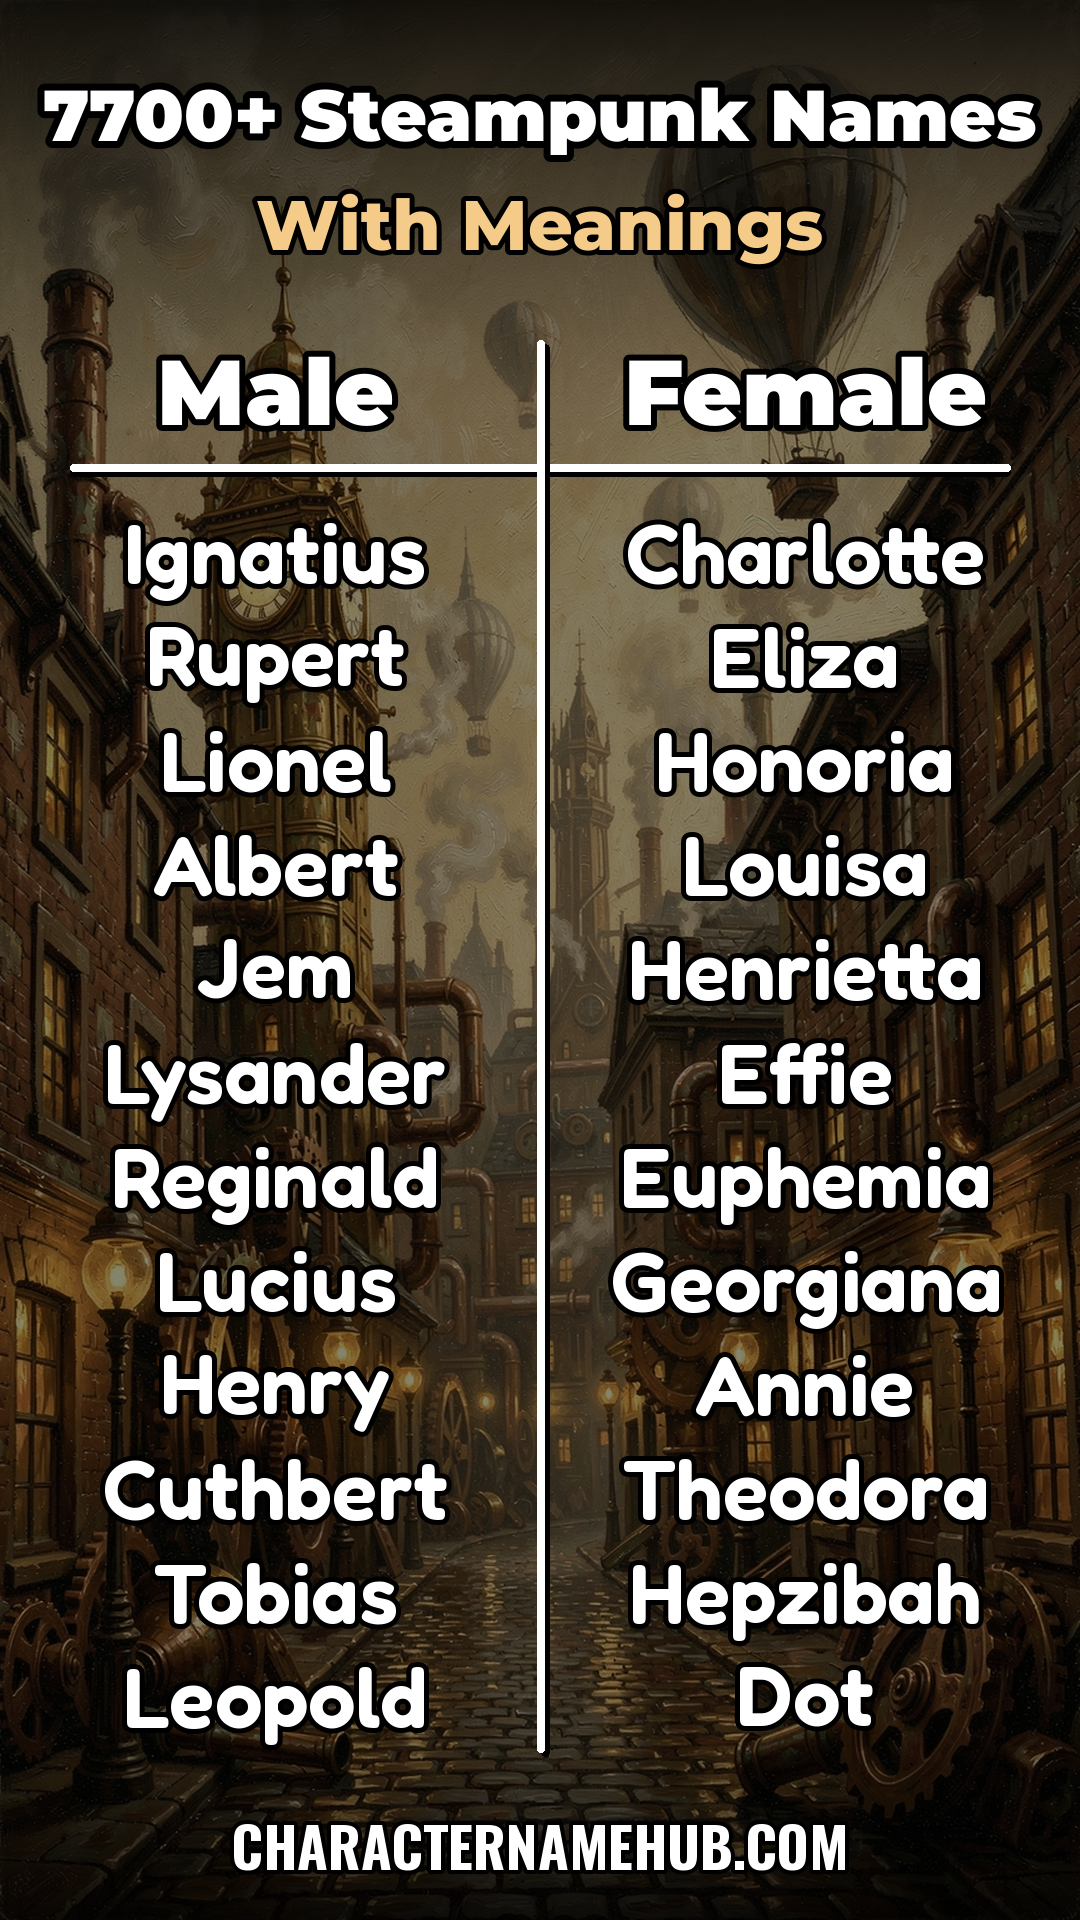 7700+ Steampunk Names
With Meanings
Male Female
Ignatius Charlotte
Rupert Eliza
Lionel Honoria
Albert Louisa
Jem Henrietta
Lysander Effie
Reginald Euphemia
Lucius Georgiana
Henry Annie
Cuthbert Theodora
Tobias Hepzibah
Leopold Dot
CHARACTERNAMEHUB.COM